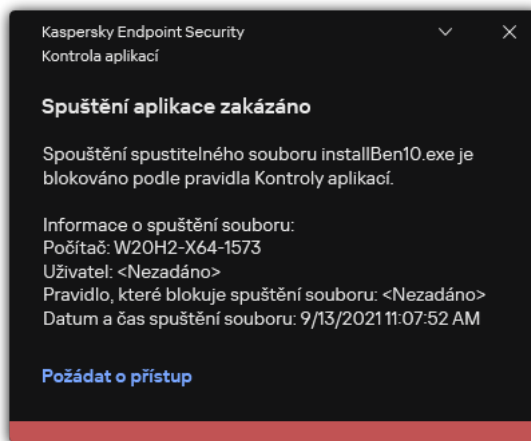 Kaspersky Endpoint Security
Kontrola aplikací
Spuštění aplikace zakázáno
Spouštění spustitelného souboru installBen10.exe je
blokováno podle pravidla Kontroly aplikací.
Informace o spuštění souboru:
Počítač: W20H2-X64-1573
Uživatel: <Nezadáno>
Pravidlo, které blokuje spuštění souboru: <Nezadáno>
Datum a čas spuštění souboru: 9/13/2021 11:07:52 AM
Požádat o přístup